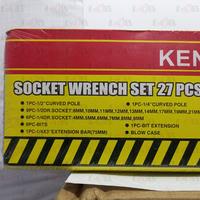 KEN
SOCKET WRENCH SET 27 PCS
1PC-1/2"CURVED POLE
1PC-1/4"CURVED POLE
9PC-1/2DR.SOCKET:8MM,10MM,11MM,12MM,13MM,14MM,17MM,19MM,21M
6PC-1/4DR.SOCKET:4MM,5MM,6MM,7MM,8MM,9MM
8PC-BITS
1PC-BIT EXTENSION
1PC-1/4X3"EXTENSION BAR(75MM)
BLOW CASE